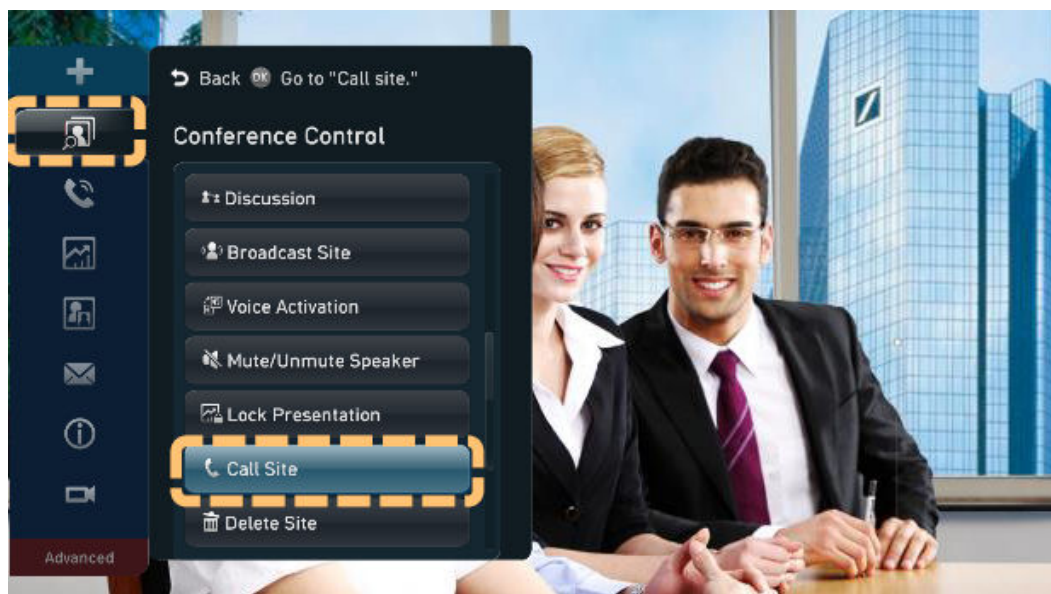 Back OK Go to "Call site."
Conference Control
Discussion
Broadcast Site
Voice Activation
Mute/Unmute Speaker
Lock Presentation
Call Site
Delete Site
Advanced